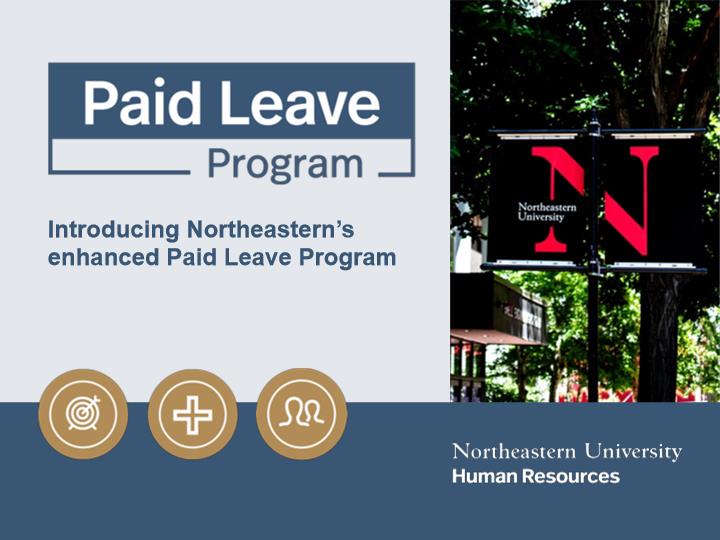 Paid Leave
Program
Introducing Northeastern’s
enhanced Paid Leave Program
Northeastern
University
N
N
Northeastern University
Human Resources